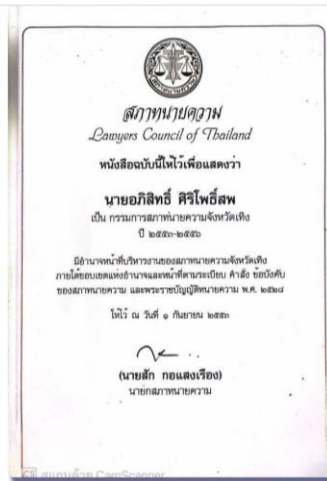 สภาทนายความ
Lawyers Council of Thailand
หนังสือฉบับนี้ให้ไว้เพื่อแสดงว่า
นายอภิสิทธิ์ ศิริโพธิ์สพ
เป็น กรรมการสภาทนายความจังหวัดเทิง
ปี ๒๕๕๓-๒๕๕๖
มีอำนาจหน้าที่บริหารงานของสภาทนายความจังหวัดเทิง
ภายใต้ขอบเขตแห่งอำนาจและหน้าที่ตามระเบียบ คำสั่ง ข้อบังคับ
ของสภาทนายความ และพระราชบัญญัติทนายความ พ.ศ. ๒๕๒๘
ให้ไว้ ณ วันที่ ๑ กันยายน ๒๕๕๓
(นายสัก กอแสงเรือง)
นายกสภาทนายความ
CS สแกนด้วย CamScanner